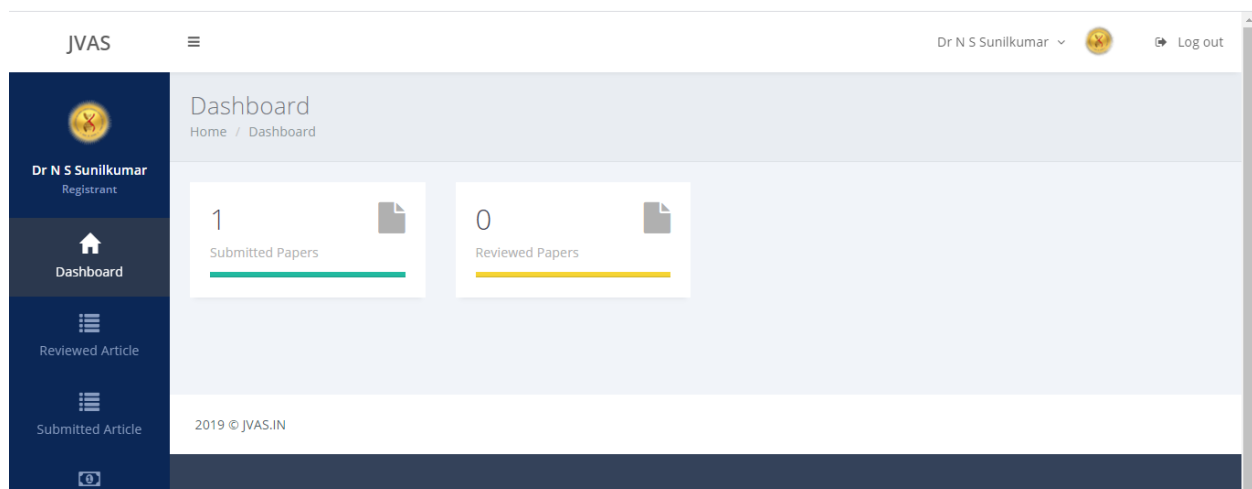 JVAS
Dr N S Sunilkumar
Log out
Dr N S Sunilkumar
Registrant
Dashboard
Reviewed Article
Submitted Article
Dashboard
Home / Dashboard
1
Submitted Papers
0
Reviewed Papers
2019 © JVAS.IN